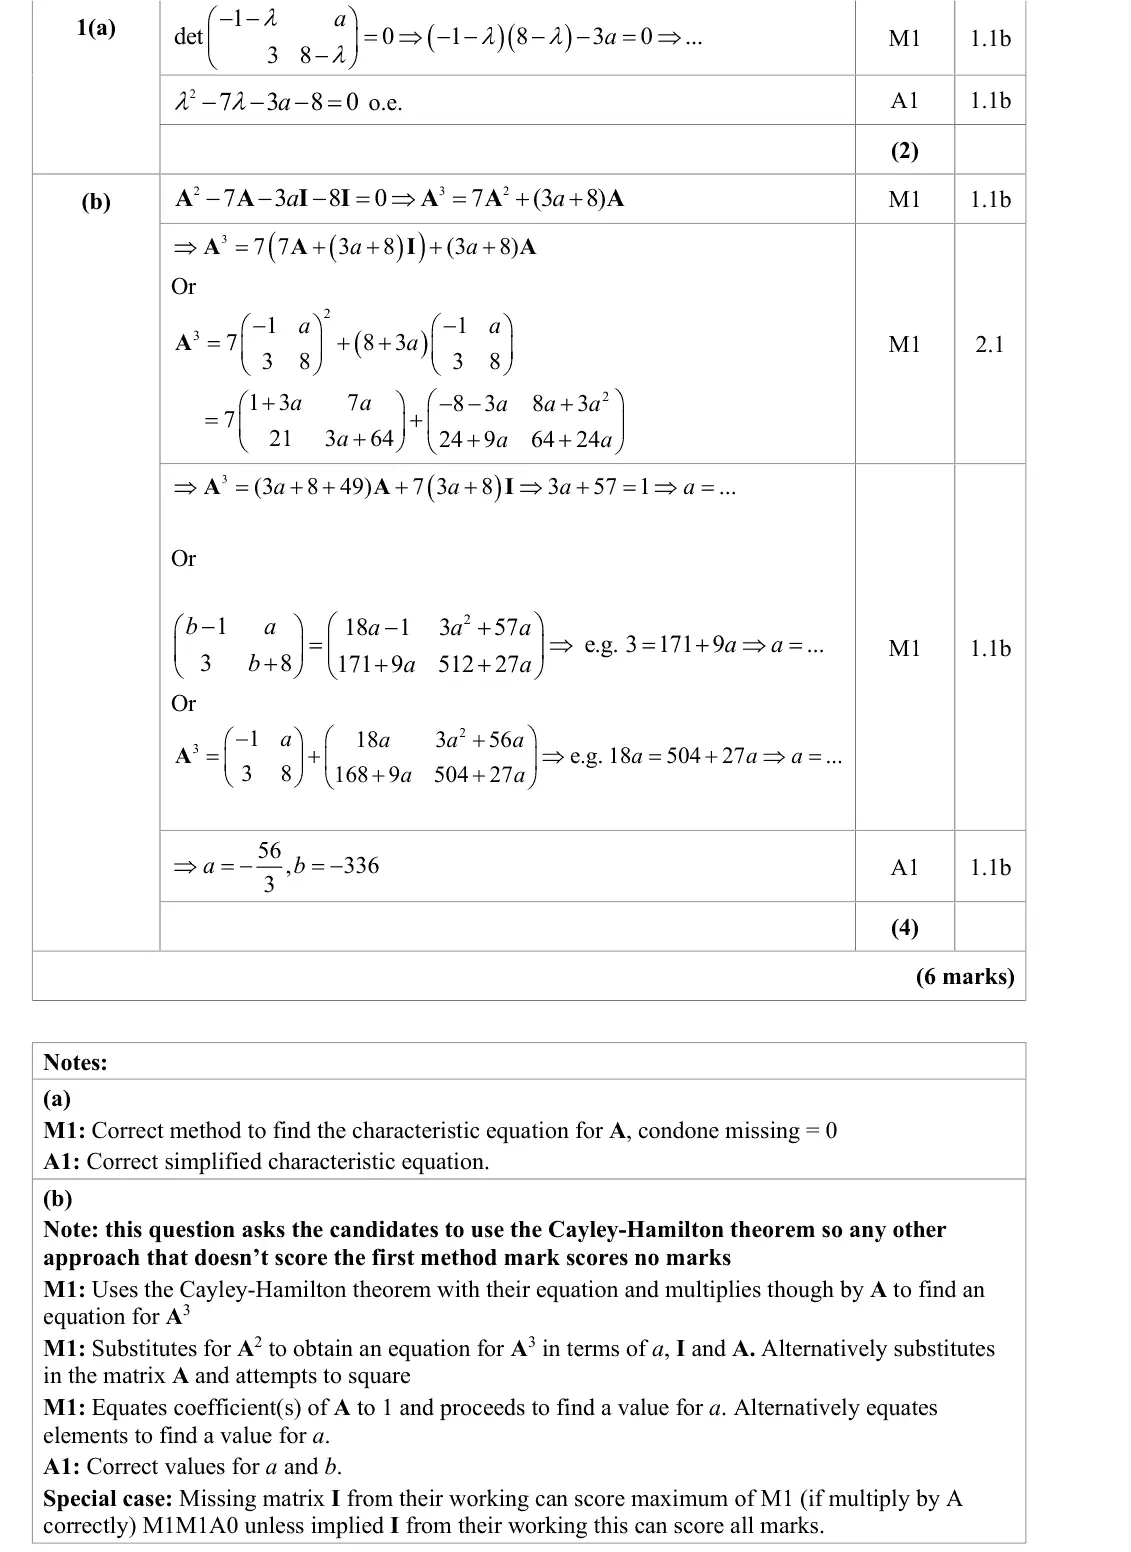 1(a)
det(−1−λ a
3 8−λ) = 0 ⇒ (−1−λ)(8−λ)−3a = 0 ⇒ ...
M1 1.1b
λ² − 7λ − 3a − 8 = 0 o.e.
A1 1.1b
(2)
(b)
A² − 7A − 3aI − 8I = 0 ⇒ A³ = 7A² + (3a+8)A
M1 1.1b
⇒ A³ = 7(7A + (3a+8)I) + (3a+8)A
Or
A³ = 7(−1 a
3 8)² + (8+3a)(−1 a
3 8)
M1 2.1
= 7(1+3a 7a
21 3a+64) + (−8−3a 8a+3a²
24+9a 64+24a)
⇒ A³ = (3a+8+49)A + 7(3a+8)I ⇒ 3a+57 = 1 ⇒ a = ...
Or
(b−1 a
3 b+8) = (18a−1 3a²+57a
171+9a 512+27a) ⇒ e.g. 3 = 171+9a ⇒ a = ...
M1 1.1b
Or
A³ = (−1 a
3 8) + (18a 3a²+56a
168+9a 504+27a) ⇒ e.g. 18a = 504+27a ⇒ a = ...
⇒ a = −56/3, b = −336
A1 1.1b
(4)
(6 marks)
Notes:
(a)
M1: Correct method to find the characteristic equation for A, condone missing = 0
A1: Correct simplified characteristic equation.
(b)
Note: this question asks the candidates to use the Cayley-Hamilton theorem so any other
approach that doesn’t score the first method mark scores no marks
M1: Uses the Cayley-Hamilton theorem with their equation and multiplies though by A to find an
equation for A³
M1: Substitutes for A² to obtain an equation for A³ in terms of a, I and A. Alternatively substitutes
in the matrix A and attempts to square
M1: Equates coefficient(s) of A to 1 and proceeds to find a value for a. Alternatively equates
elements to find a value for a.
A1: Correct values for a and b.
Special case: Missing matrix I from their working can score maximum of M1 (if multiply by A
correctly) M1M1A0 unless implied I from their working this can score all marks.